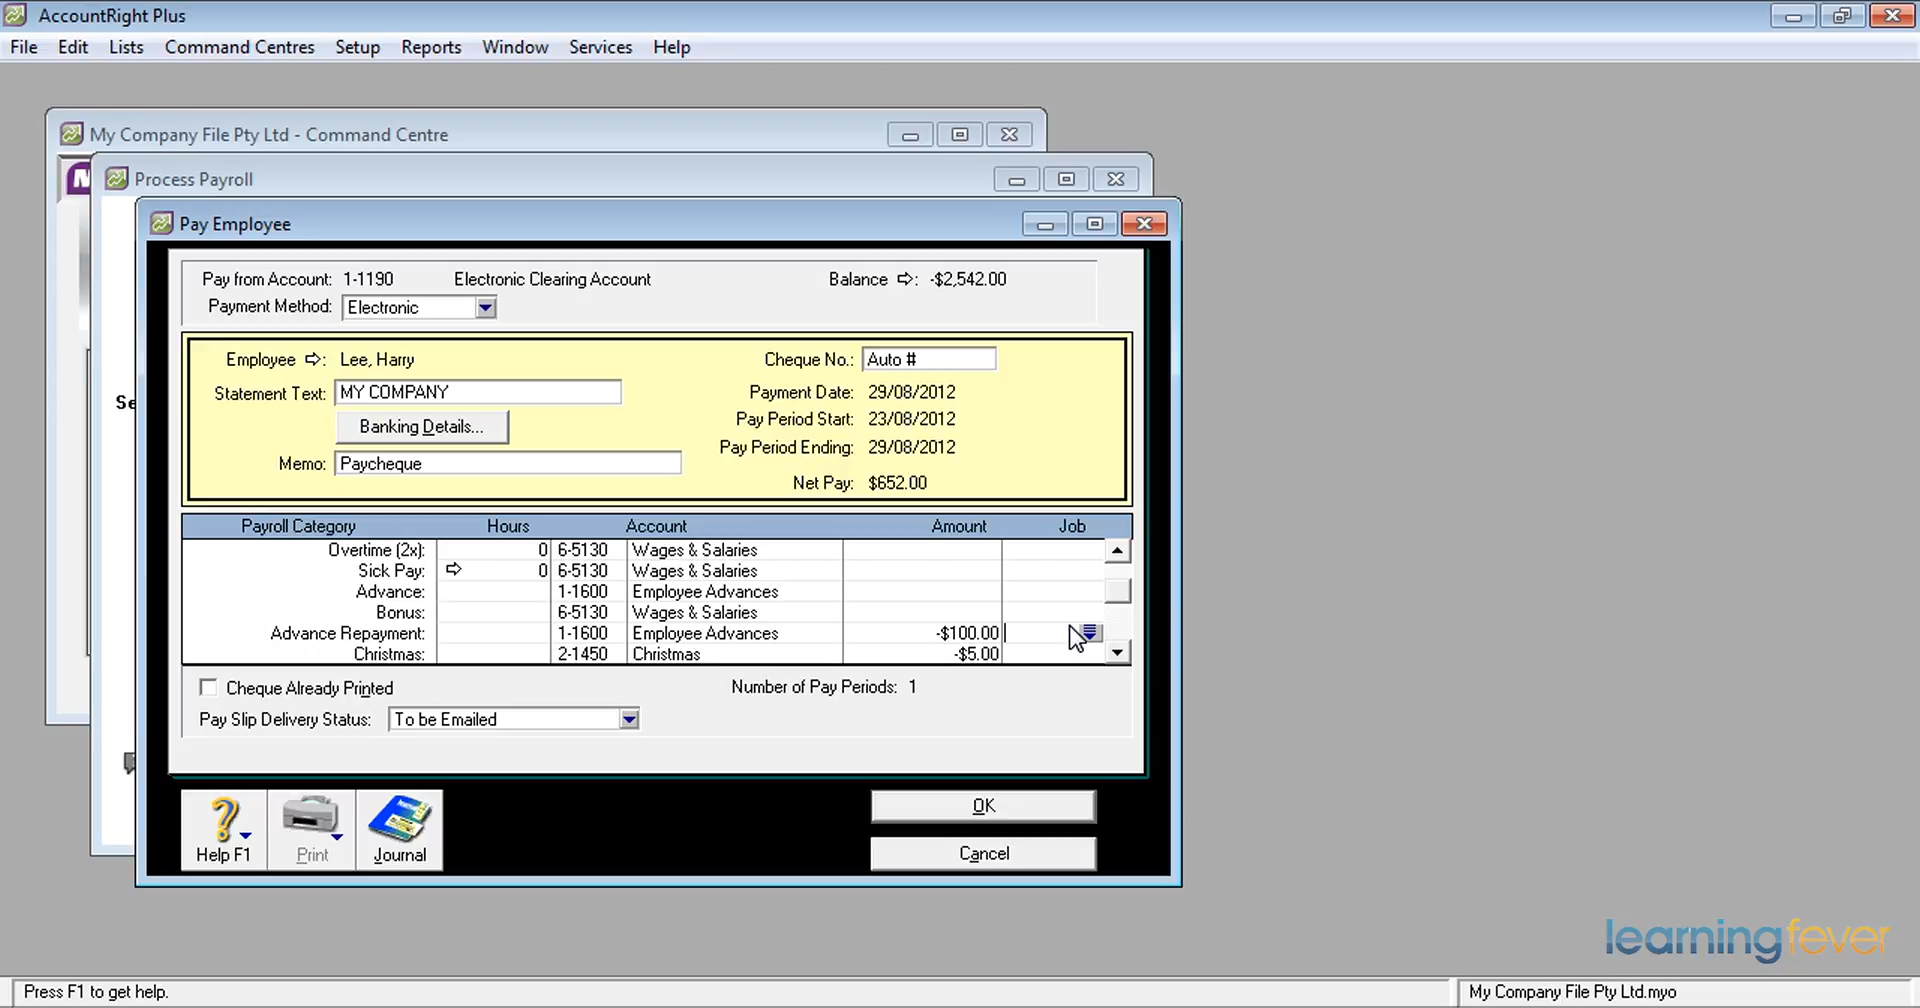 AccountRight Plus
File Edit Lists Command Centres Setup Reports Window Services Help
My Company File Pty Ltd - Command Centre
Process Payroll
Pay Employee
Pay from Account: 1-1190 Electronic Clearing Account Balance ⇨: -$2,542.00
Payment Method: Electronic
Employee ⇨: Lee, Harry Cheque No.: Auto #
Statement Text: MY COMPANY Payment Date: 29/08/2012
Pay Period Start: 23/08/2012
Banking Details...
Pay Period Ending: 29/08/2012
Memo: Paycheque
Net Pay: $652.00
Payroll Category Hours Account Amount Job
Overtime (2x): 0 6-5130 Wages & Salaries
Sick Pay: ⇨ 0 6-5130 Wages & Salaries
Advance: 1-1600 Employee Advances
Bonus: 6-5130 Wages & Salaries
Advance Repayment: 1-1600 Employee Advances -$100.00
Christmas: 2-1450 Christmas -$5.00
Cheque Already Printed Number of Pay Periods: 1
Pay Slip Delivery Status: To be Emailed
OK
Help F1 Print Journal
Cancel
Se
learningfever
Press F1 to get help. My Company File Pty Ltd.myo